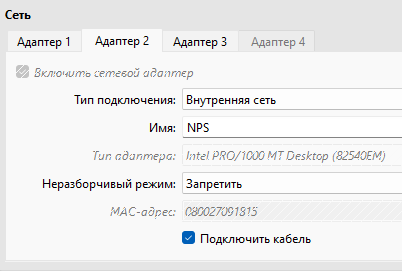 Сеть
Адаптер 1 Адаптер 2 Адаптер 3 Адаптер 4
Включить сетевой адаптер
Тип подключения: Внутренняя сеть
Имя: NPS
Тип адаптера: Intel PRO/1000 MT Desktop (82540EM)
Неразборчивый режим: Запретить
MAC-адрес: 080027091815
Подключить кабель